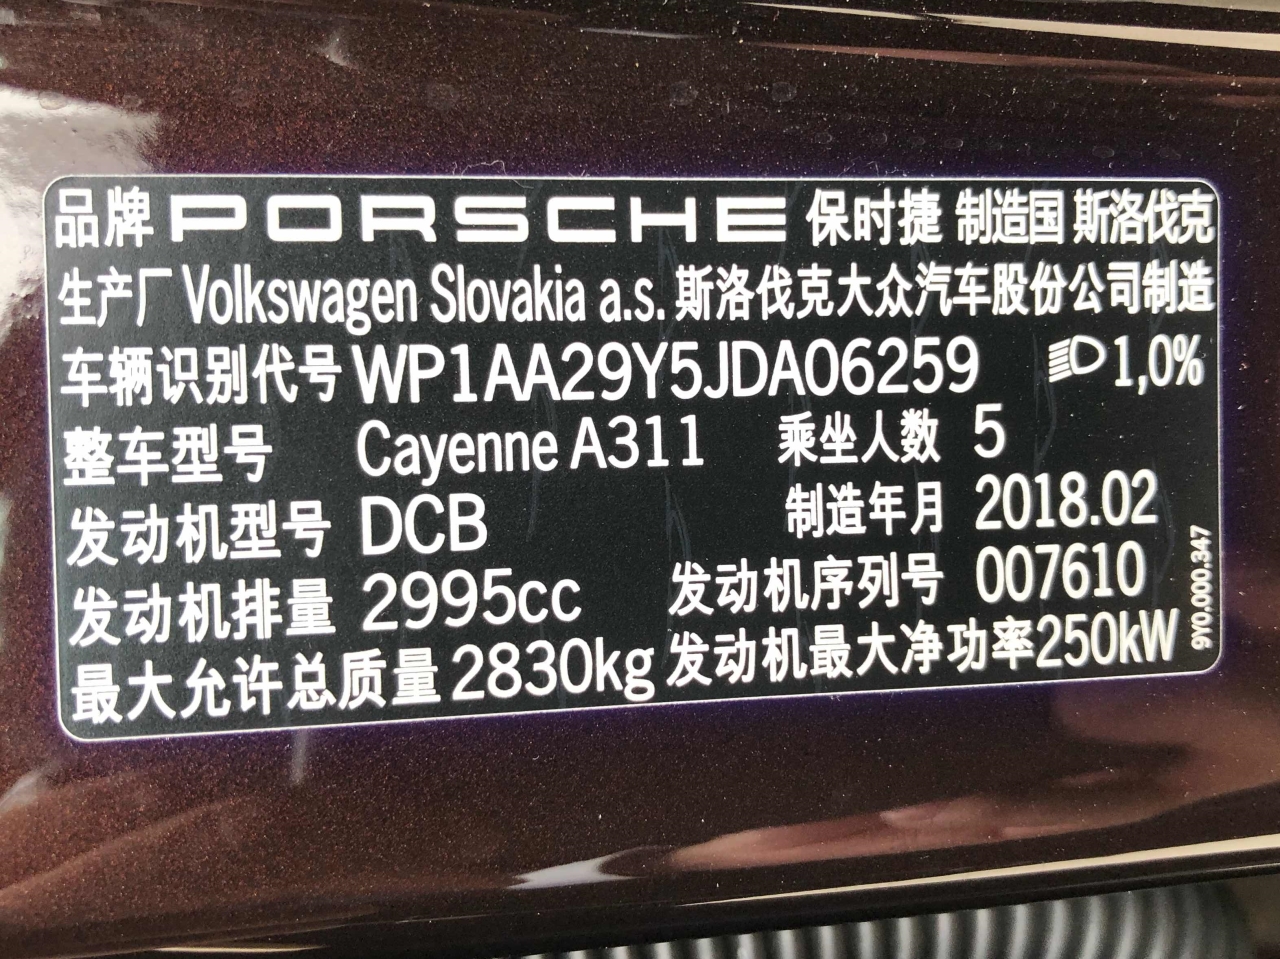 品牌 PORSCHE 保时捷 制造国 斯洛伐克
生产厂 Volkswagen Slovakia a.s. 斯洛伐克大众汽车股份公司制造
车辆识别代号 WP1AA29Y5JDA06259 1,0%
整车型号 Cayenne A311 乘坐人数 5
发动机型号 DCB 制造年月 2018.02
发动机排量 2995cc 发动机序列号 007610
最大允许总质量 2830kg 发动机最大净功率 250kW
9Y0.000.347